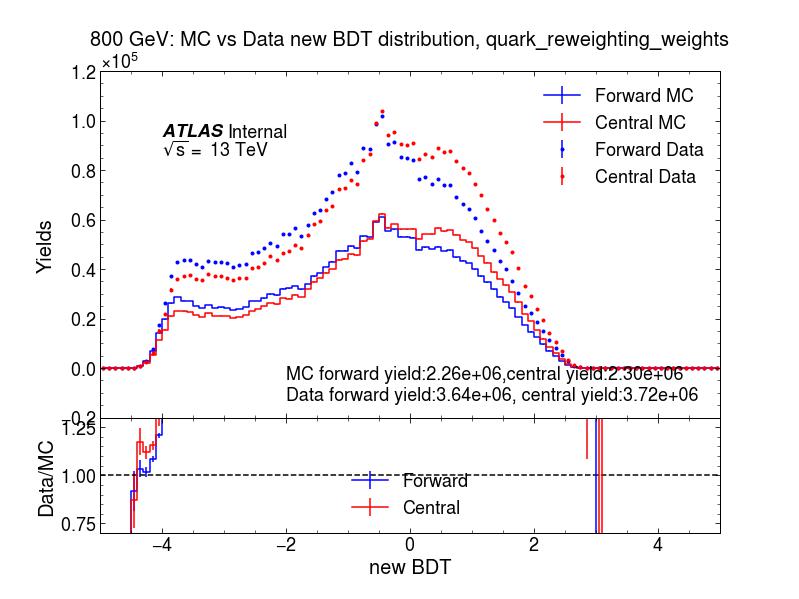 800 GeV: MC vs Data new BDT distribution, quark_reweighting_weights
×10⁵
1.2
1.0
0.8
0.6
0.4
0.2
0.0
0.2
Yields
ATLAS Internal
√s = 13 TeV
Forward MC
Central MC
Forward Data
Central Data
MC forward yield:2.26e+06,central yield:2.30e+06
Data forward yield:3.64e+06, central yield:3.72e+06
1.25
1.00
0.75
Data/MC
Forward
Central
−4 −2 0 2 4
new BDT